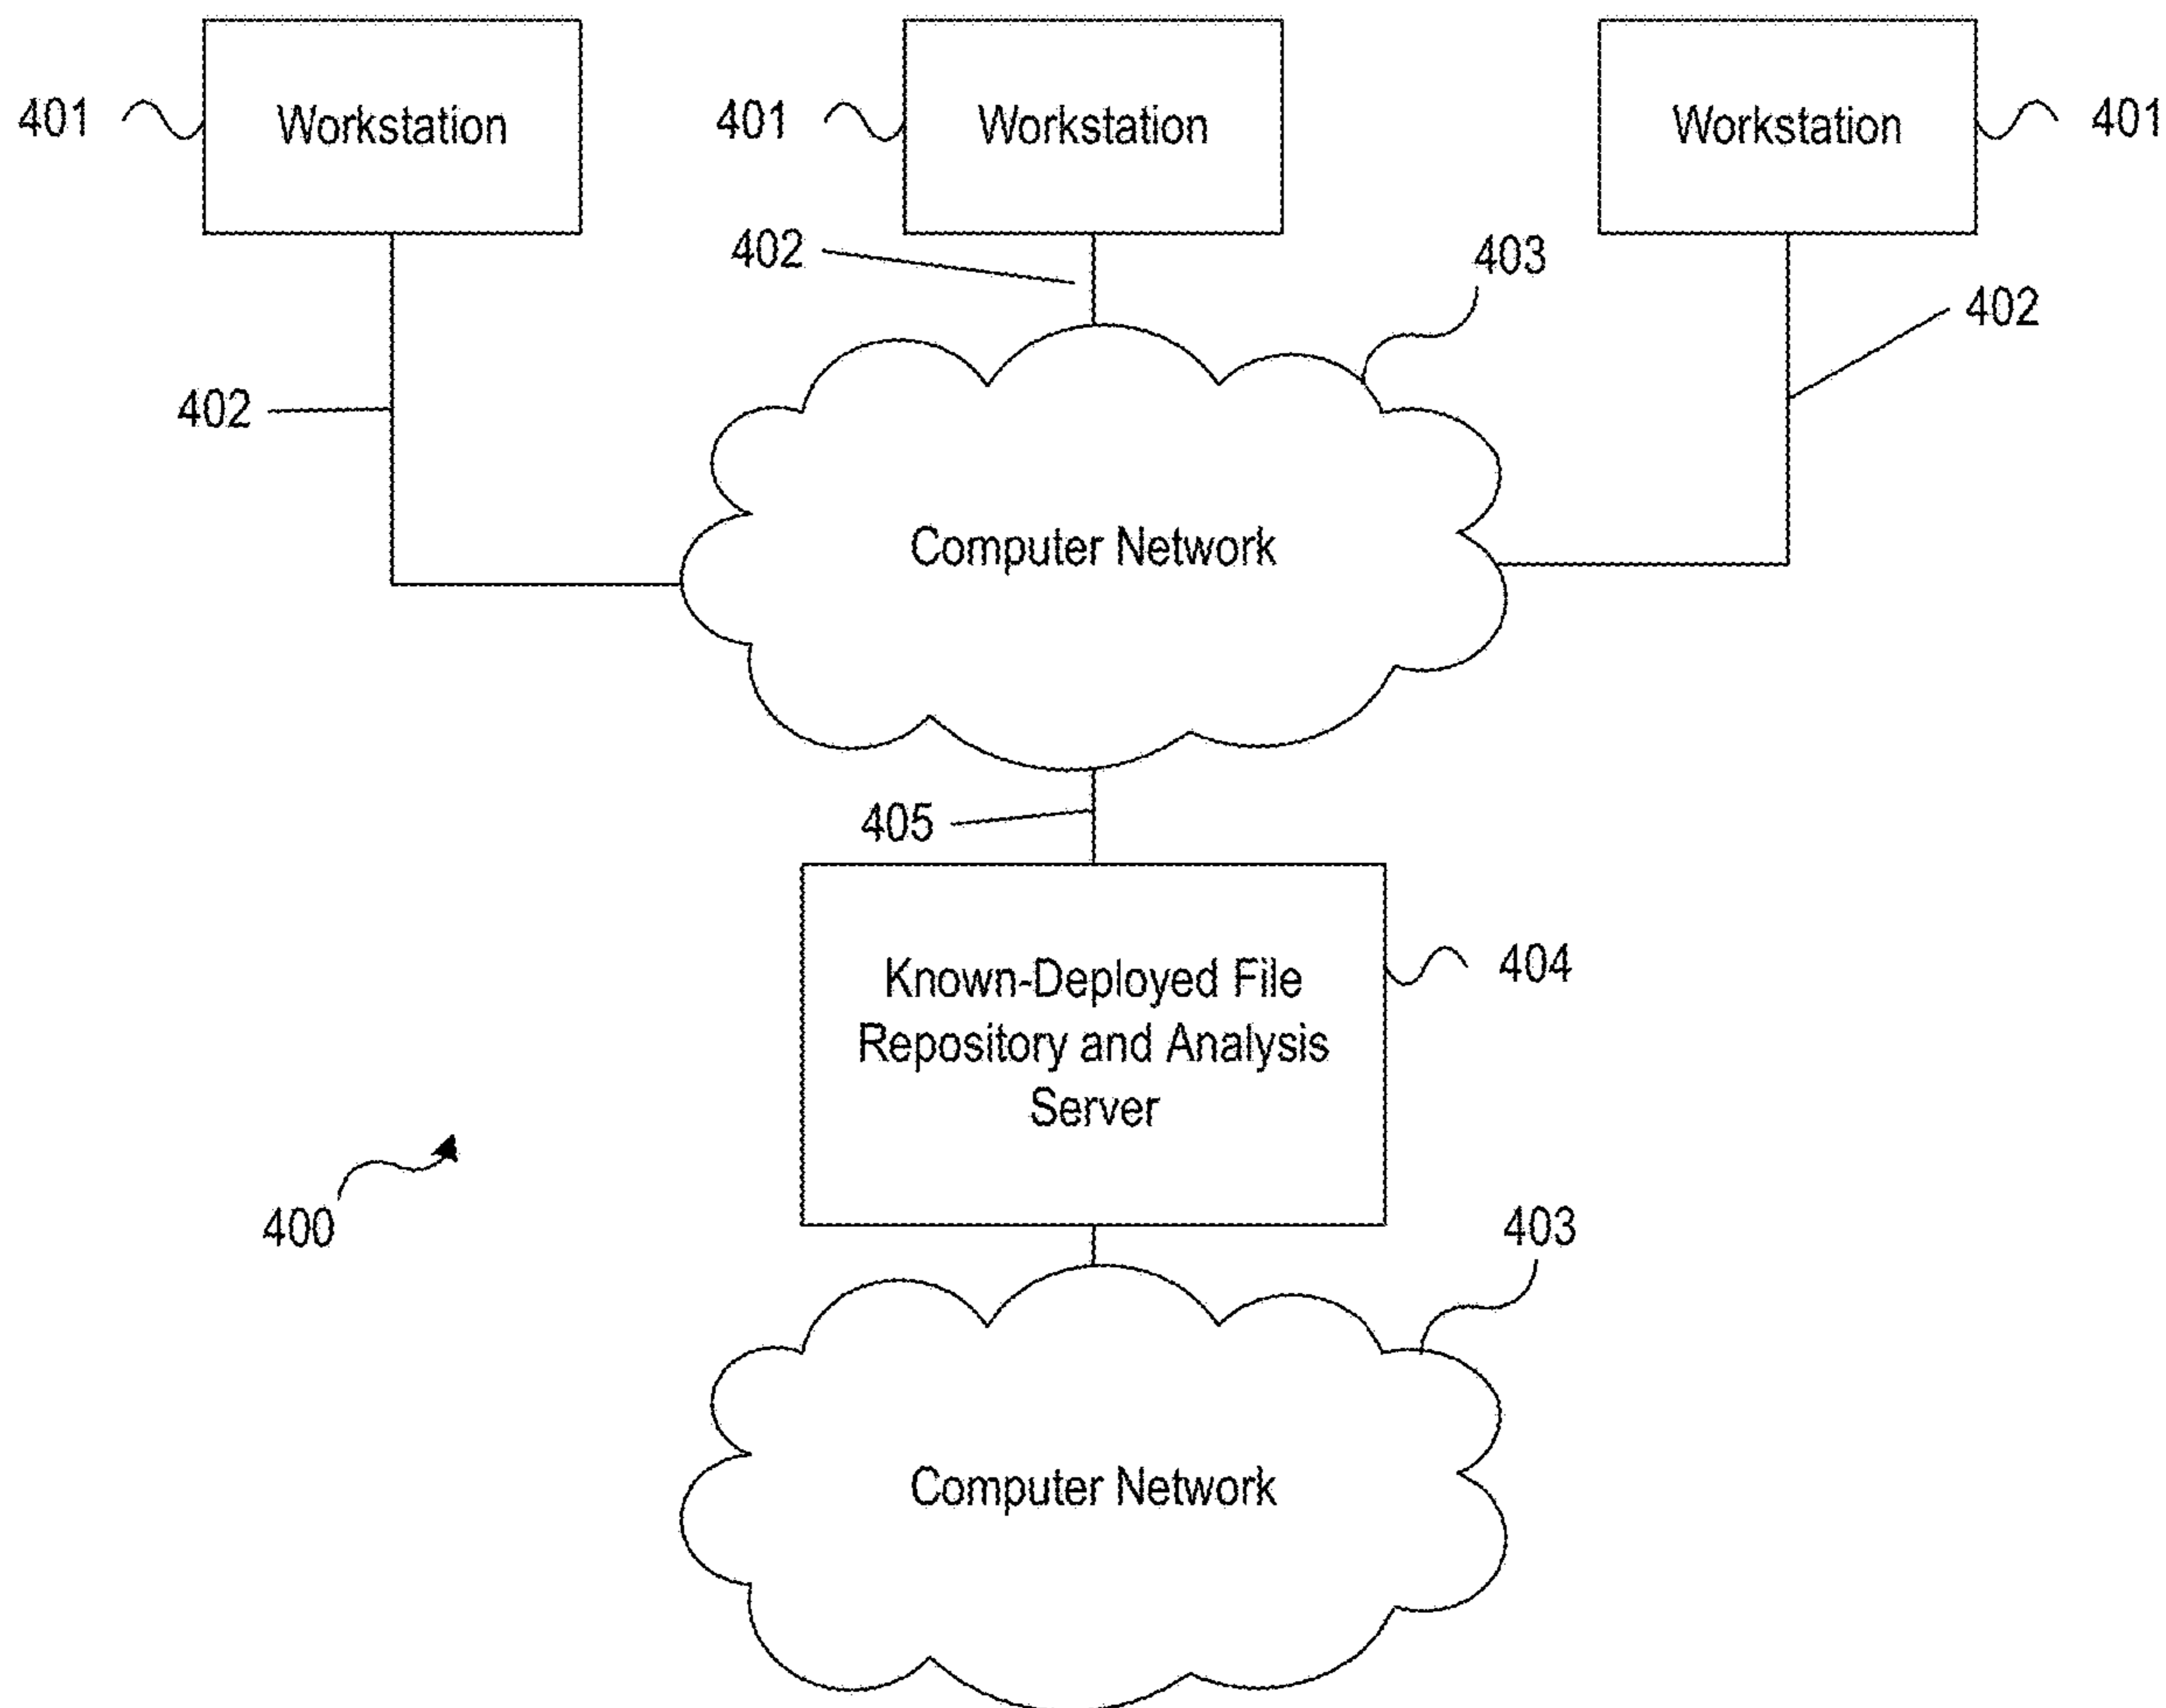 401
Workstation
401
Workstation
Workstation
401
402
403
402
402
Computer Network
405
Known-Deployed File
Repository and Analysis
Server
404
400
403
Computer Network